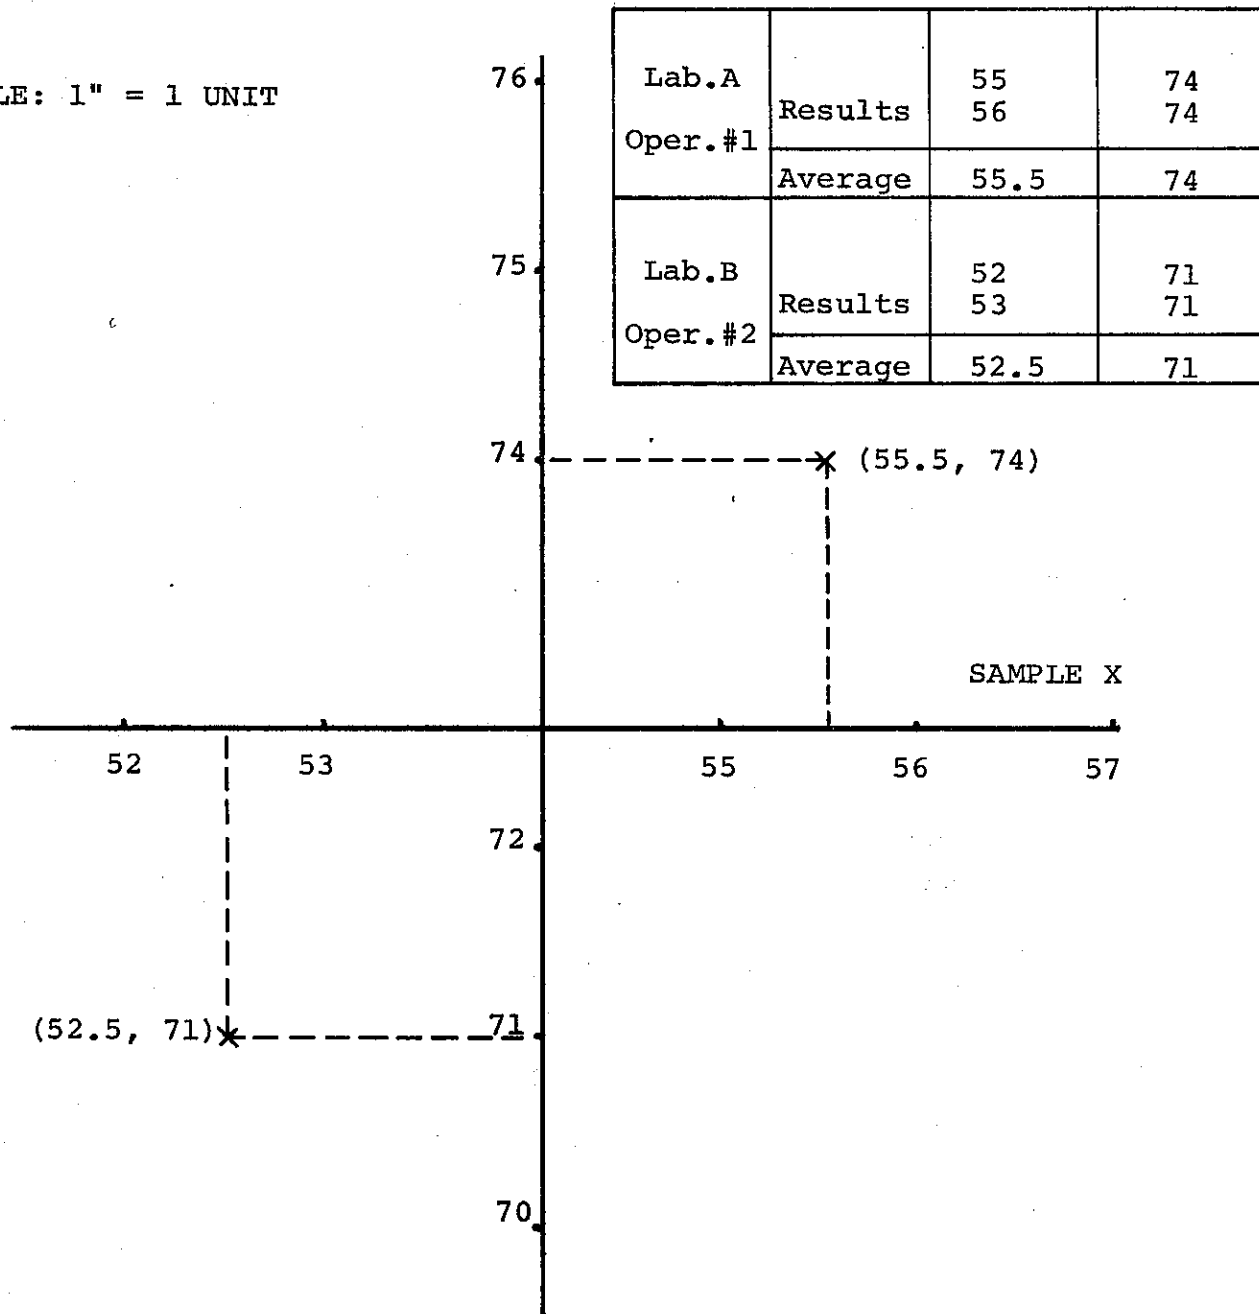 LE: 1" = 1 UNIT
76
Lab.A
Oper.#1
Results
55 74
56 74
Average 55.5 74
75
Lab.B
Oper.#2
Results
52 71
53 71
Average 52.5 71
74
(55.5, 74)
SAMPLE X
52 53 55 56 57
72
(52.5, 71)
71
70